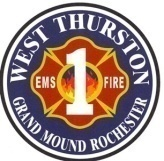 WEST THURSTON
EMS
1
FIRE
GRAND MOUND ROCHESTER